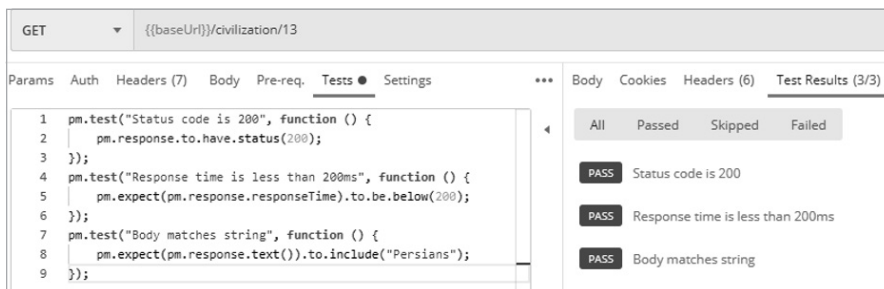 GET {{baseUrl}}/civilization/13
Params Auth Headers (7) Body Pre-req. Tests Settings
1 pm.test("Status code is 200", function () {
2 pm.response.to.have.status(200);
3 });
4 pm.test("Response time is less than 200ms", function () {
5 pm.expect(pm.response.responseTime).to.be.below(200);
6 });
7 pm.test("Body matches string", function () {
8 pm.expect(pm.response.text()).to.include("Persians");
9 });
Body Cookies Headers (6) Test Results (3/3)
All Passed Skipped Failed
PASS Status code is 200
PASS Response time is less than 200ms
PASS Body matches string